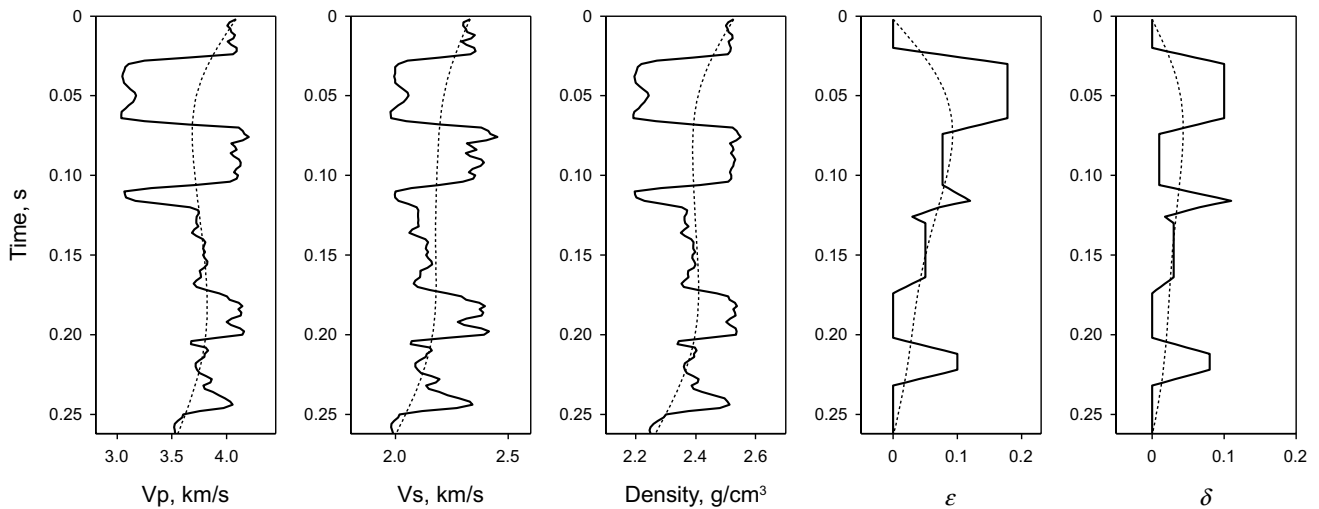 0 0 0 0 0
0.05 0.05 0.05 0.05 0.05
0.10 0.10 0.10 0.10 0.10
0.15 0.15 0.15 0.15 0.15
0.20 0.20 0.20 0.20 0.20
0.25 0.25 0.25 0.25 0.25
Time, s
3.0 3.5 4.0 2.0 2.5 2.2 2.4 2.6 0 0.1 0.2 0 0.1 0.2
Vp, km/s Vs, km/s Density, g/cm³ ε δ